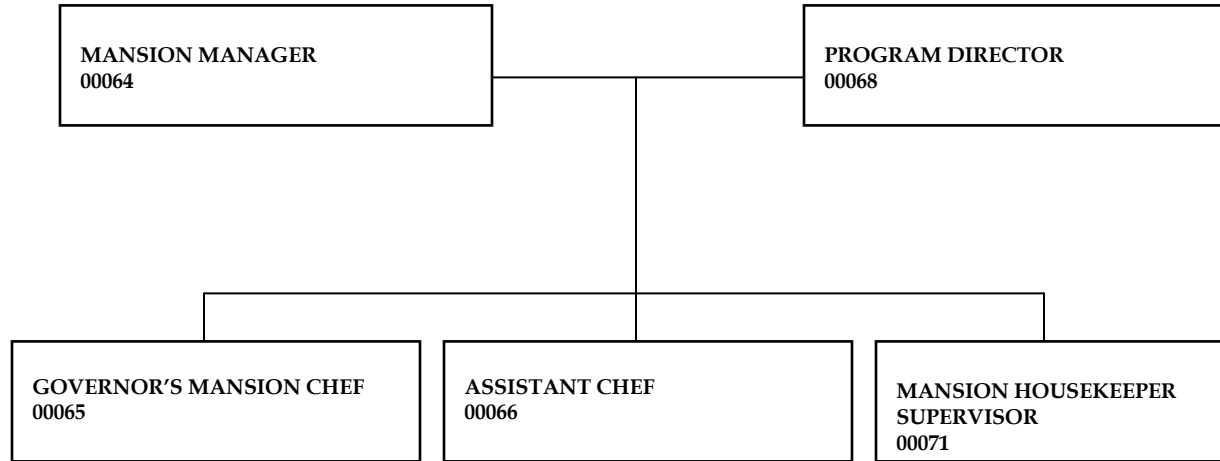 MANSION MANAGER
00064
PROGRAM DIRECTOR
00068
GOVERNOR’S MANSION CHEF
00065
ASSISTANT CHEF
00066
MANSION HOUSEKEEPER
SUPERVISOR
00071